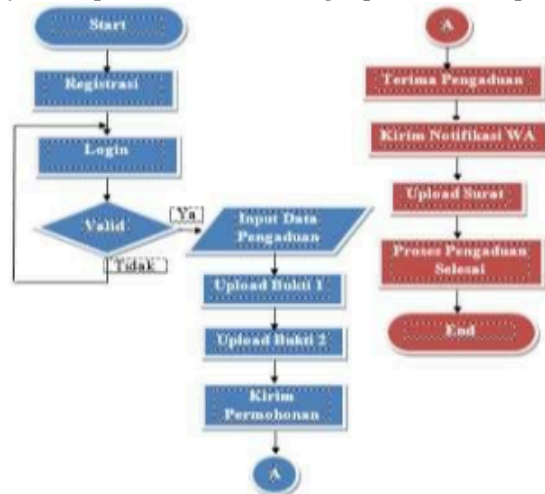 Start
Registrasi
Login
Valid
Ya
Tidak
Input Data
Pengaduan
Upload Bukti 1
Upload Bukti 2
Kirim
Permohonan
A
A
Terima Pengaduan
Kirim Notifikasi WA
Upload Surat
Proses Pengaduan
Selesai
End